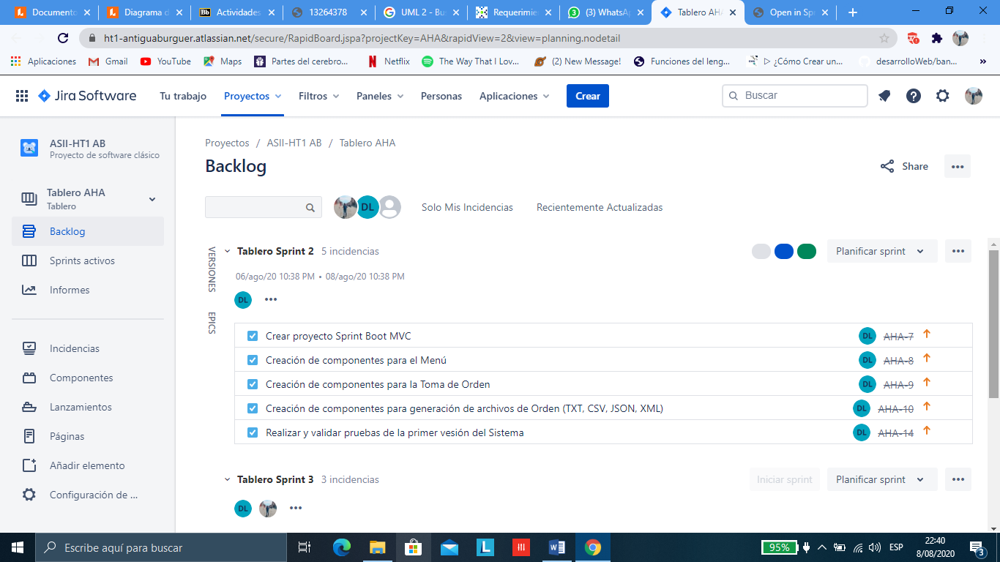 Documento
Diagrama d
Bb Actividades
13264378
UML 2 - Bu
Requerimie
3 (3) WhatsA
Tablero AHA
Open in Sp
ht1-antiguaburguer.atlassian.net/secure/RapidBoard.jspa?projectKey=AHA&rapidView=2&view=planning.nodetail
Aplicaciones Gmail YouTube Maps Partes del cerebro... Netflix The Way That I Lov... (2) New Message! Funciones del leng... ▷ ¿Cómo Crear un... desarrolloWeb/ban... »
Jira Software Tu trabajo Proyectos Filtros Paneles Personas Aplicaciones Crear Buscar
ASII-HT1 AB
Proyecto de software clásico
Tablero AHA
Tablero
Backlog
Sprints activos
Informes
Incidencias
Componentes
Lanzamientos
Páginas
Añadir elemento
Configuración de ...
Proyectos / ASII-HT1 AB / Tablero AHA
Backlog
Share
DL Solo Mis Incidencias Recientemente Actualizadas
VERSIONES
EPICS
Tablero Sprint 2 5 incidencias Planificar sprint
06/ago/20 10:38 PM • 08/ago/20 10:38 PM
DL
Crear proyecto Sprint Boot MVC DL AHA-7
Creación de componentes para el Menú DL AHA-8
Creación de componentes para la Toma de Orden DL AHA-9
Creación de componentes para generación de archivos de Orden (TXT, CSV, JSON, XML) DL AHA-10
Realizar y validar pruebas de la primer vesión del Sistema DL AHA-14
Tablero Sprint 3 3 incidencias Iniciar sprint Planificar sprint
DL
Escribe aquí para buscar
95%
ESP
22:40
8/08/2020
3